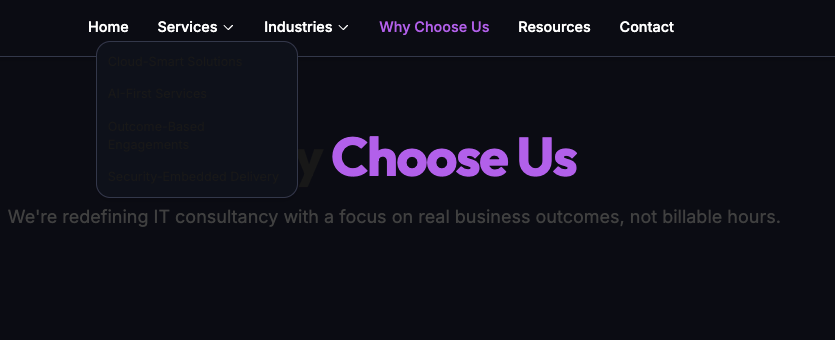 Home Services Industries Why Choose Us Resources Contact
Cloud-Smart Solutions
AI-First Services
Outcome-Based
Engagements
Security-Embedded Delivery
y Choose Us
We're redefining IT consultancy with a focus on real business outcomes, not billable hours.